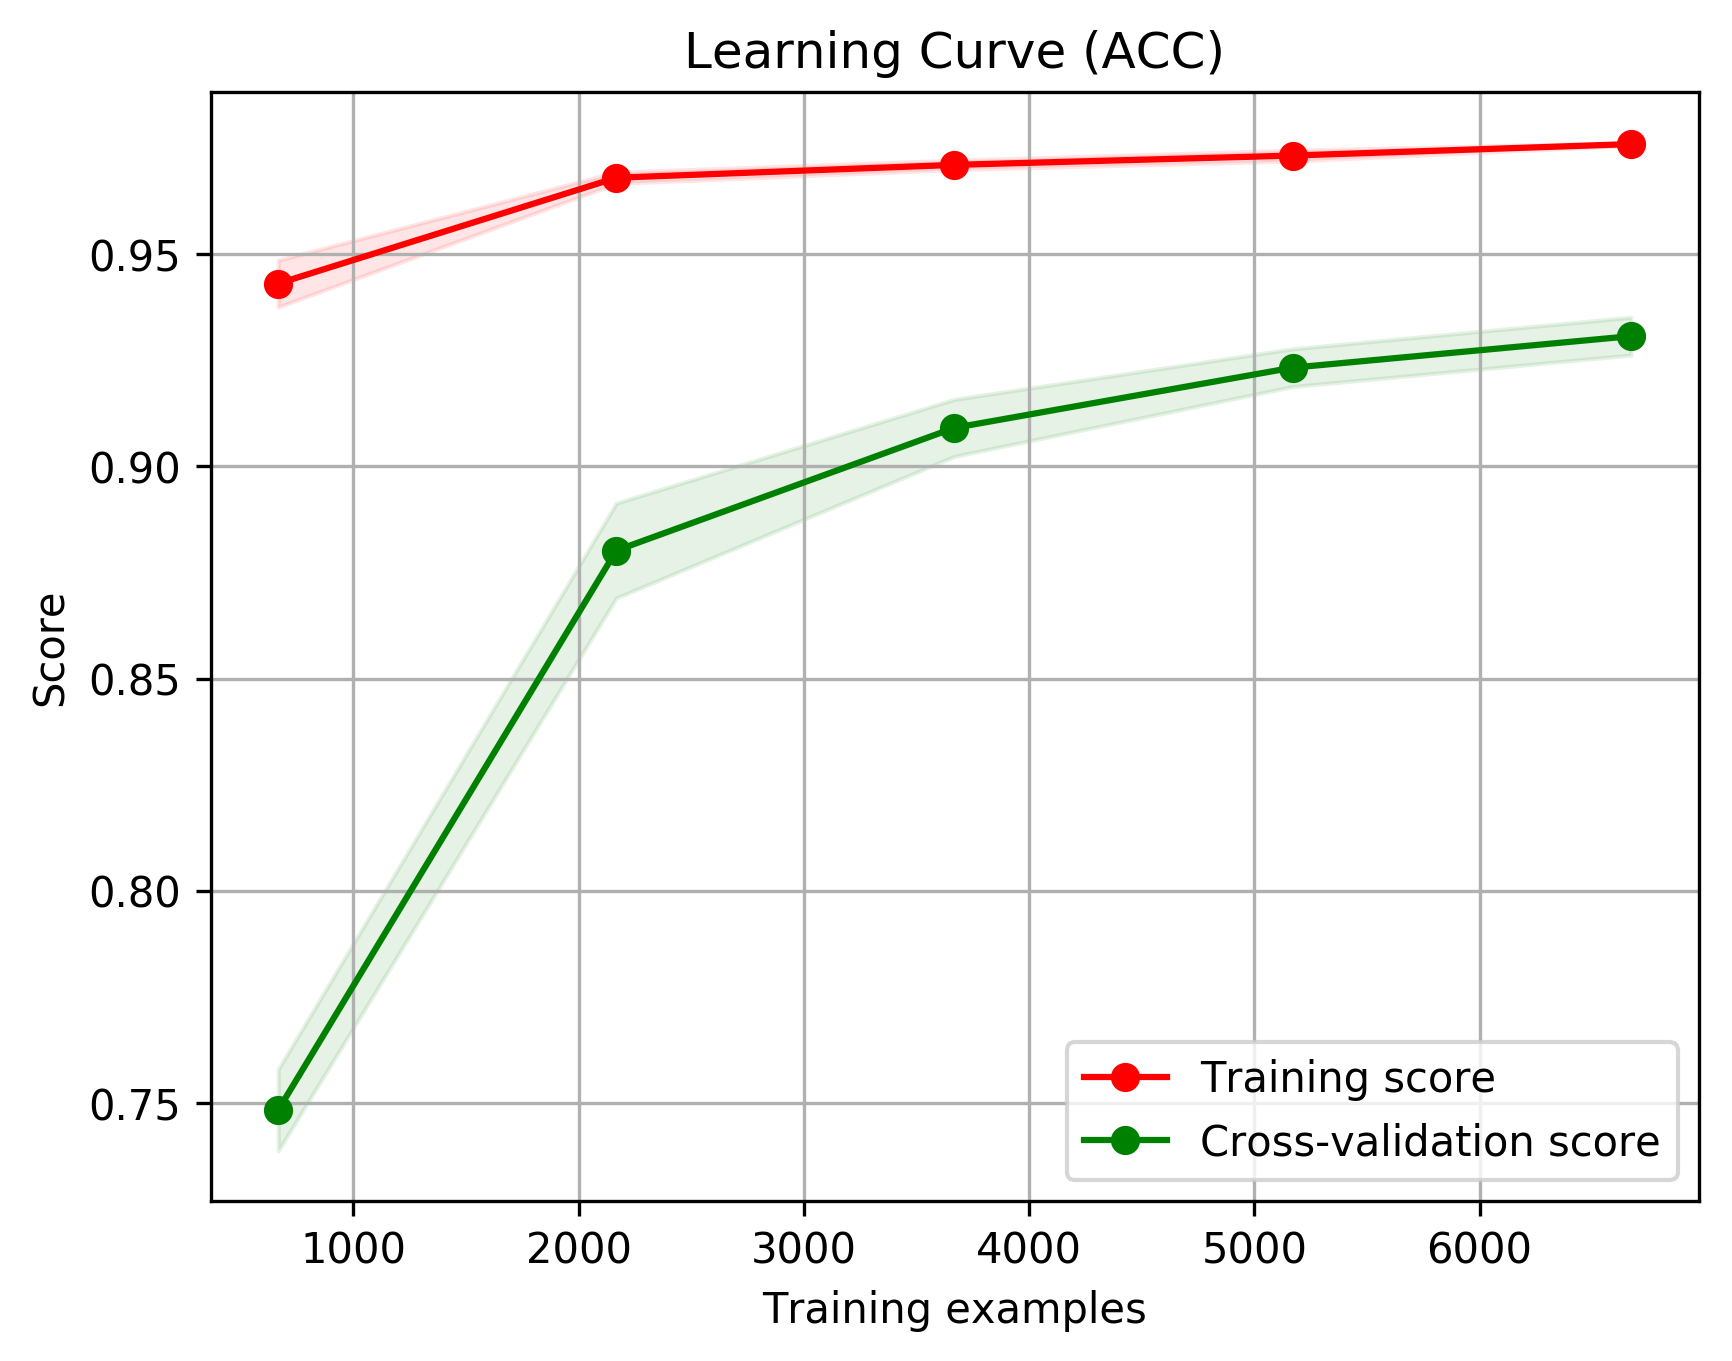 Learning Curve (ACC)
0.95
0.90
0.85
0.80
0.75
Score
1000 2000 3000 4000 5000 6000
Training examples
Training score
Cross-validation score